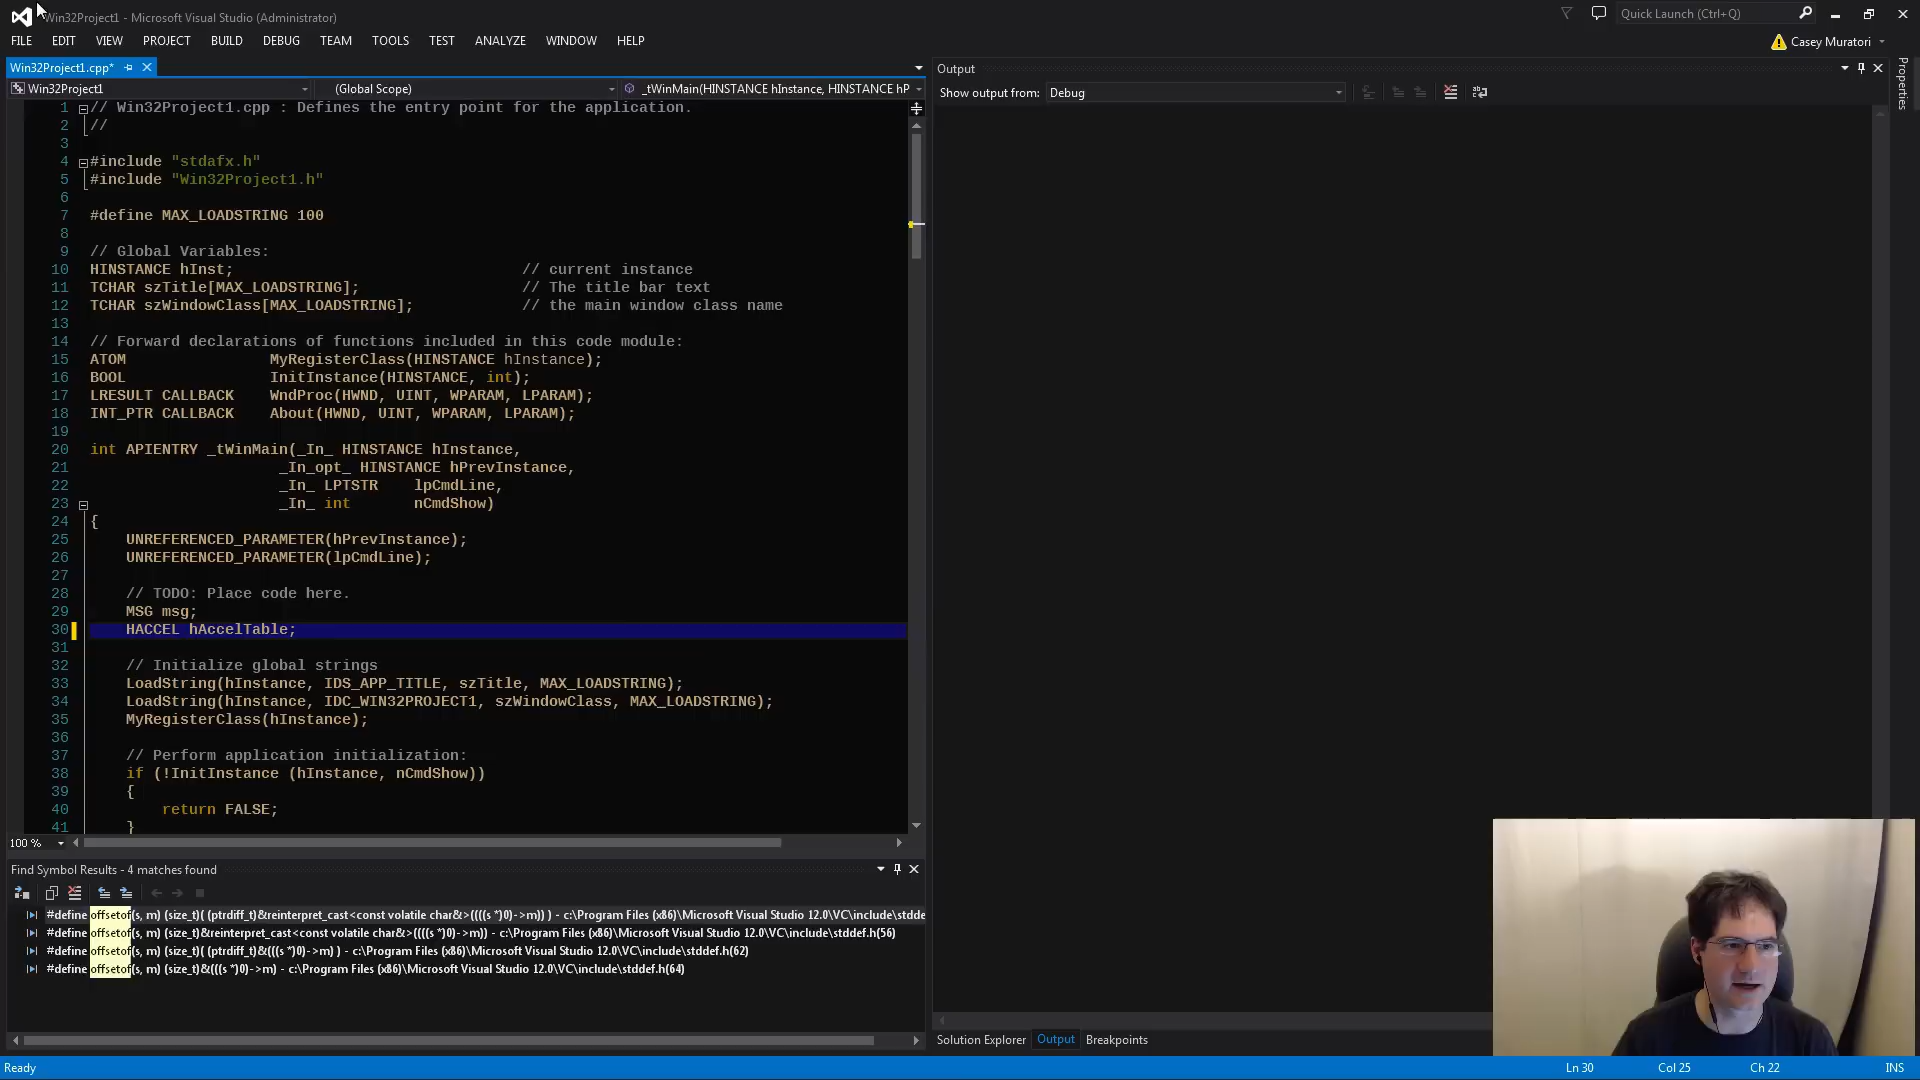 Win32Project1 - Microsoft Visual Studio (Administrator)
Quick Launch (Ctrl+Q)
FILE EDIT VIEW PROJECT BUILD DEBUG TEAM TOOLS TEST ANALYZE WINDOW HELP
Casey Muratori
Win32Project1.cpp*
Win32Project1 (Global Scope) _tWinMain(HINSTANCE hInstance, HINSTANCE hP
1 // Win32Project1.cpp : Defines the entry point for the application.
2 //
3
4 #include "stdafx.h"
5 #include "Win32Project1.h"
6
7 #define MAX_LOADSTRING 100
8
9 // Global Variables:
10 HINSTANCE hInst; // current instance
11 TCHAR szTitle[MAX_LOADSTRING]; // The title bar text
12 TCHAR szWindowClass[MAX_LOADSTRING]; // the main window class name
13
14 // Forward declarations of functions included in this code module:
15 ATOM MyRegisterClass(HINSTANCE hInstance);
16 BOOL InitInstance(HINSTANCE, int);
17 LRESULT CALLBACK WndProc(HWND, UINT, WPARAM, LPARAM);
18 INT_PTR CALLBACK About(HWND, UINT, WPARAM, LPARAM);
19
20 int APIENTRY _tWinMain(_In_ HINSTANCE hInstance,
21 _In_opt_ HINSTANCE hPrevInstance,
22 _In_ LPTSTR lpCmdLine,
23 _In_ int nCmdShow)
24 {
25 UNREFERENCED_PARAMETER(hPrevInstance);
26 UNREFERENCED_PARAMETER(lpCmdLine);
27
28 // TODO: Place code here.
29 MSG msg;
30 HACCEL hAccelTable;
31
32 // Initialize global strings
33 LoadString(hInstance, IDS_APP_TITLE, szTitle, MAX_LOADSTRING);
34 LoadString(hInstance, IDC_WIN32PROJECT1, szWindowClass, MAX_LOADSTRING);
35 MyRegisterClass(hInstance);
36
37 // Perform application initialization:
38 if (!InitInstance (hInstance, nCmdShow))
39 {
40 return FALSE;
41 }
100 %
Find Symbol Results - 4 matches found
#define offsetof(s, m) (size_t)( (ptrdiff_t)&reinterpret_cast<const volatile char&>((((s *)0)->m)) ) - c:\Program Files (x86)\Microsoft Visual Studio 12.0\VC\include\stdde
#define offsetof(s, m) (size_t)&reinterpret_cast<const volatile char&>((((s *)0)->m)) - c:\Program Files (x86)\Microsoft Visual Studio 12.0\VC\include\stddef.h(56)
#define offsetof(s, m) (size_t)( (ptrdiff_t)&(((s *)0)->m) ) - c:\Program Files (x86)\Microsoft Visual Studio 12.0\VC\include\stddef.h(62)
#define offsetof(s, m) (size_t)&(((s *)0)->m) - c:\Program Files (x86)\Microsoft Visual Studio 12.0\VC\include\stddef.h(64)
Output
Show output from: Debug
Properties
Solution Explorer Output Breakpoints
Ready Ln 30 Col 25 Ch 22 INS